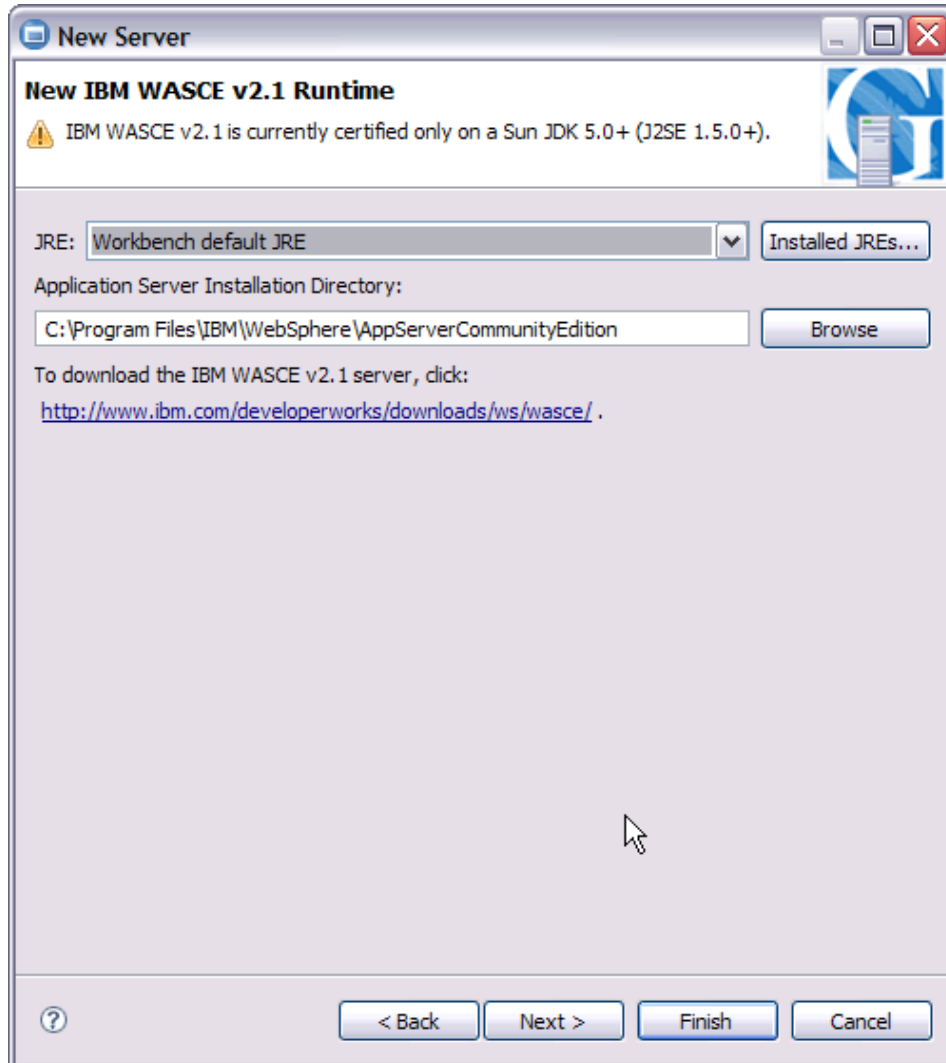 New Server
New IBM WASCE v2.1 Runtime
IBM WASCE v2.1 is currently certified only on a Sun JDK 5.0+ (J2SE 1.5.0+).
JRE: Workbench default JRE Installed JREs...
Application Server Installation Directory:
C:\Program Files\IBM\WebSphere\AppServerCommunityEdition Browse
To download the IBM WASCE v2.1 server, click:
http://www.ibm.com/developerworks/downloads/ws/wasce/ .
? < Back Next > Finish Cancel